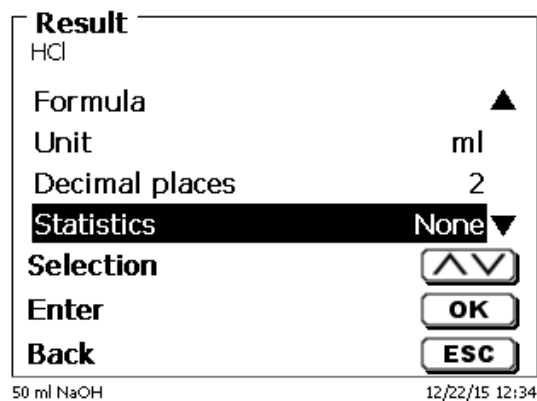 Result
HCl
Formula
Unit ml
Decimal places 2
Statistics None
Selection
Enter OK
Back ESC
50 ml NaOH 12/22/15 12:34